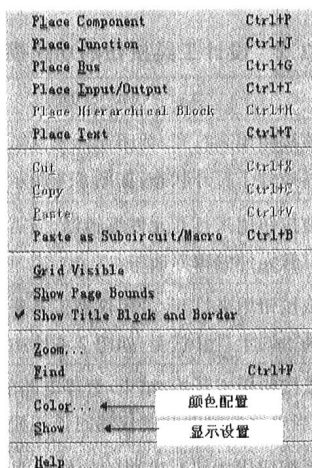 Place Component Ctrl+P
Place Junction Ctrl+J
Place Bus Ctrl+G
Place Input/Output Ctrl+I
Place Hierarchical Block Ctrl+H
Place Text Ctrl+T
Cut Ctrl+X
Copy Ctrl+C
Paste Ctrl+V
Paste as Subcircuit/Macro Ctrl+B
Grid Visible
Show Page Bounds
Show Title Block and Border
Zoom...
Find Ctrl+F
Color... 颜色配置
Show 显示设置
Help